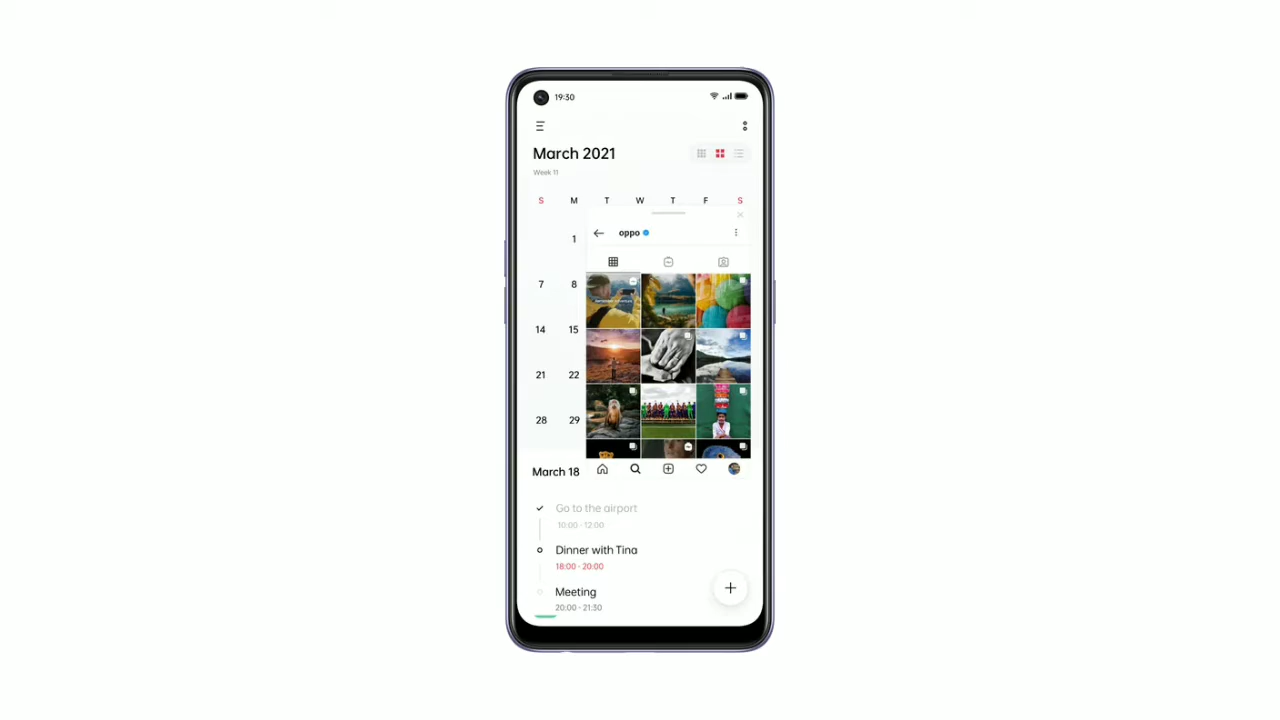 19:30
March 2021
Week 11
S M T W T F S
oppo
1
7 8
14 15
21 22
28 29
March 18
Go to the airport
10:00 - 12:00
Dinner with Tina
18:00 - 20:00
Meeting
20:00 - 21:30